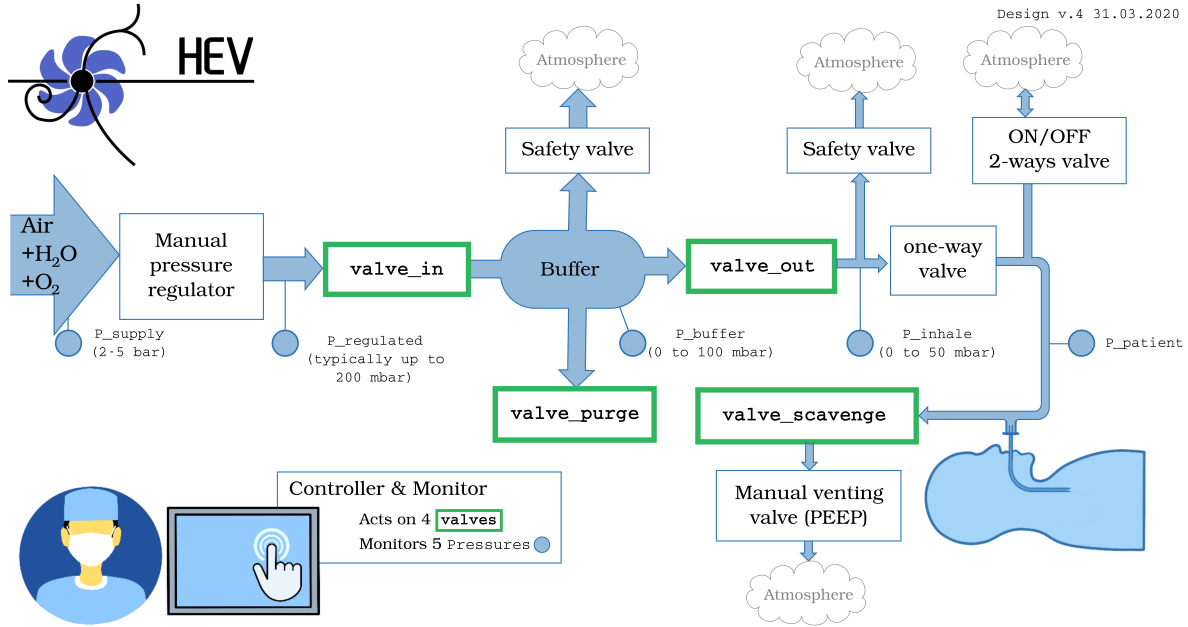 Design v.4 31.03.2020
HEV
Atmosphere
Atmosphere
Atmosphere
Safety valve
Safety valve
ON/OFF
2-ways valve
Air
+H₂O
+O₂
Manual
pressure
regulator
valve_in
Buffer
valve_out
one-way
valve
P_supply
(2-5 bar)
P_regulated
(typically up to
200 mbar)
P_buffer
(0 to 100 mbar)
P_inhale
(0 to 50 mbar)
P_patient
valve_purge
valve_scavenge
Manual venting
valve (PEEP)
Atmosphere
Controller & Monitor
Acts on 4 valves
Monitors 5 Pressures